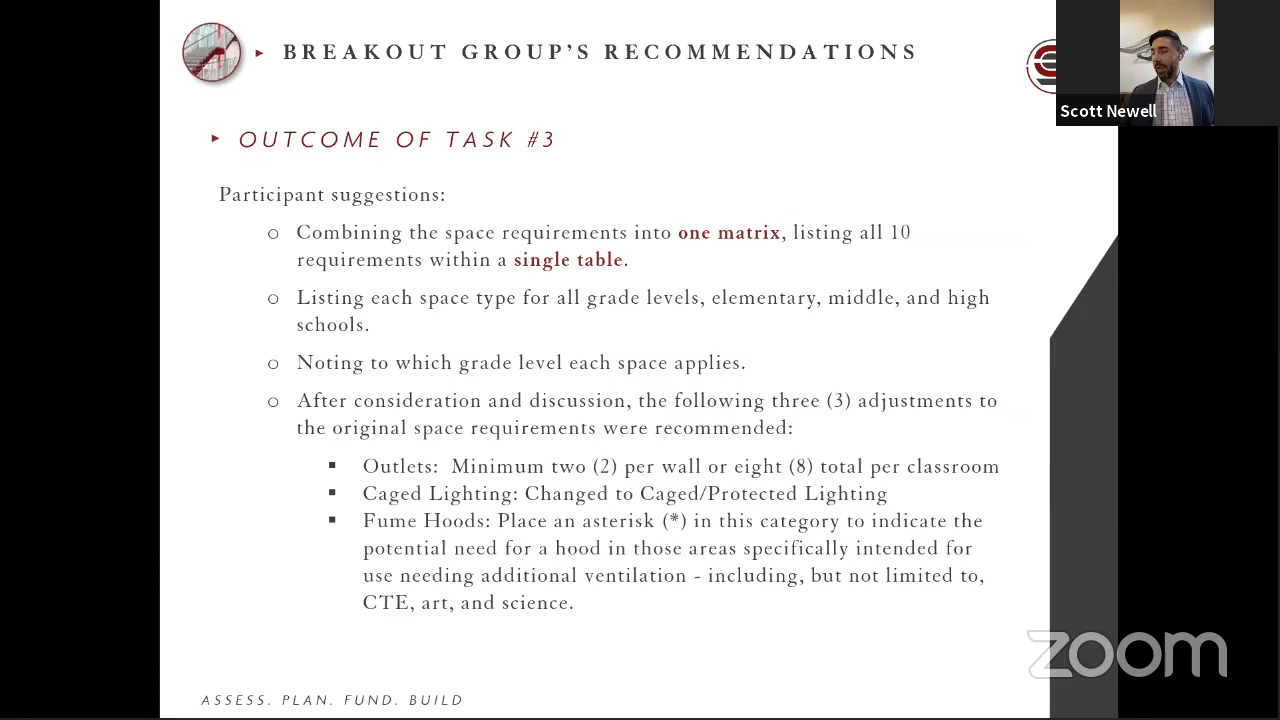 BREAKOUT GROUP'S RECOMMENDATIONS
Scott Newell
OUTCOME OF TASK #3
Participant suggestions:
Combining the space requirements into one matrix, listing all 10
requirements within a single table.
Listing each space type for all grade levels, elementary, middle, and high
schools.
Noting to which grade level each space applies.
After consideration and discussion, the following three (3) adjustments to
the original space requirements were recommended:
Outlets: Minimum two (2) per wall or eight (8) total per classroom
Caged Lighting: Changed to Caged/Protected Lighting
Fume Hoods: Place an asterisk (*) in this category to indicate the
potential need for a hood in those areas specifically intended for
use needing additional ventilation - including, but not limited to,
CTE, art, and science.
zoom
ASSESS. PLAN. FUND. BUILD